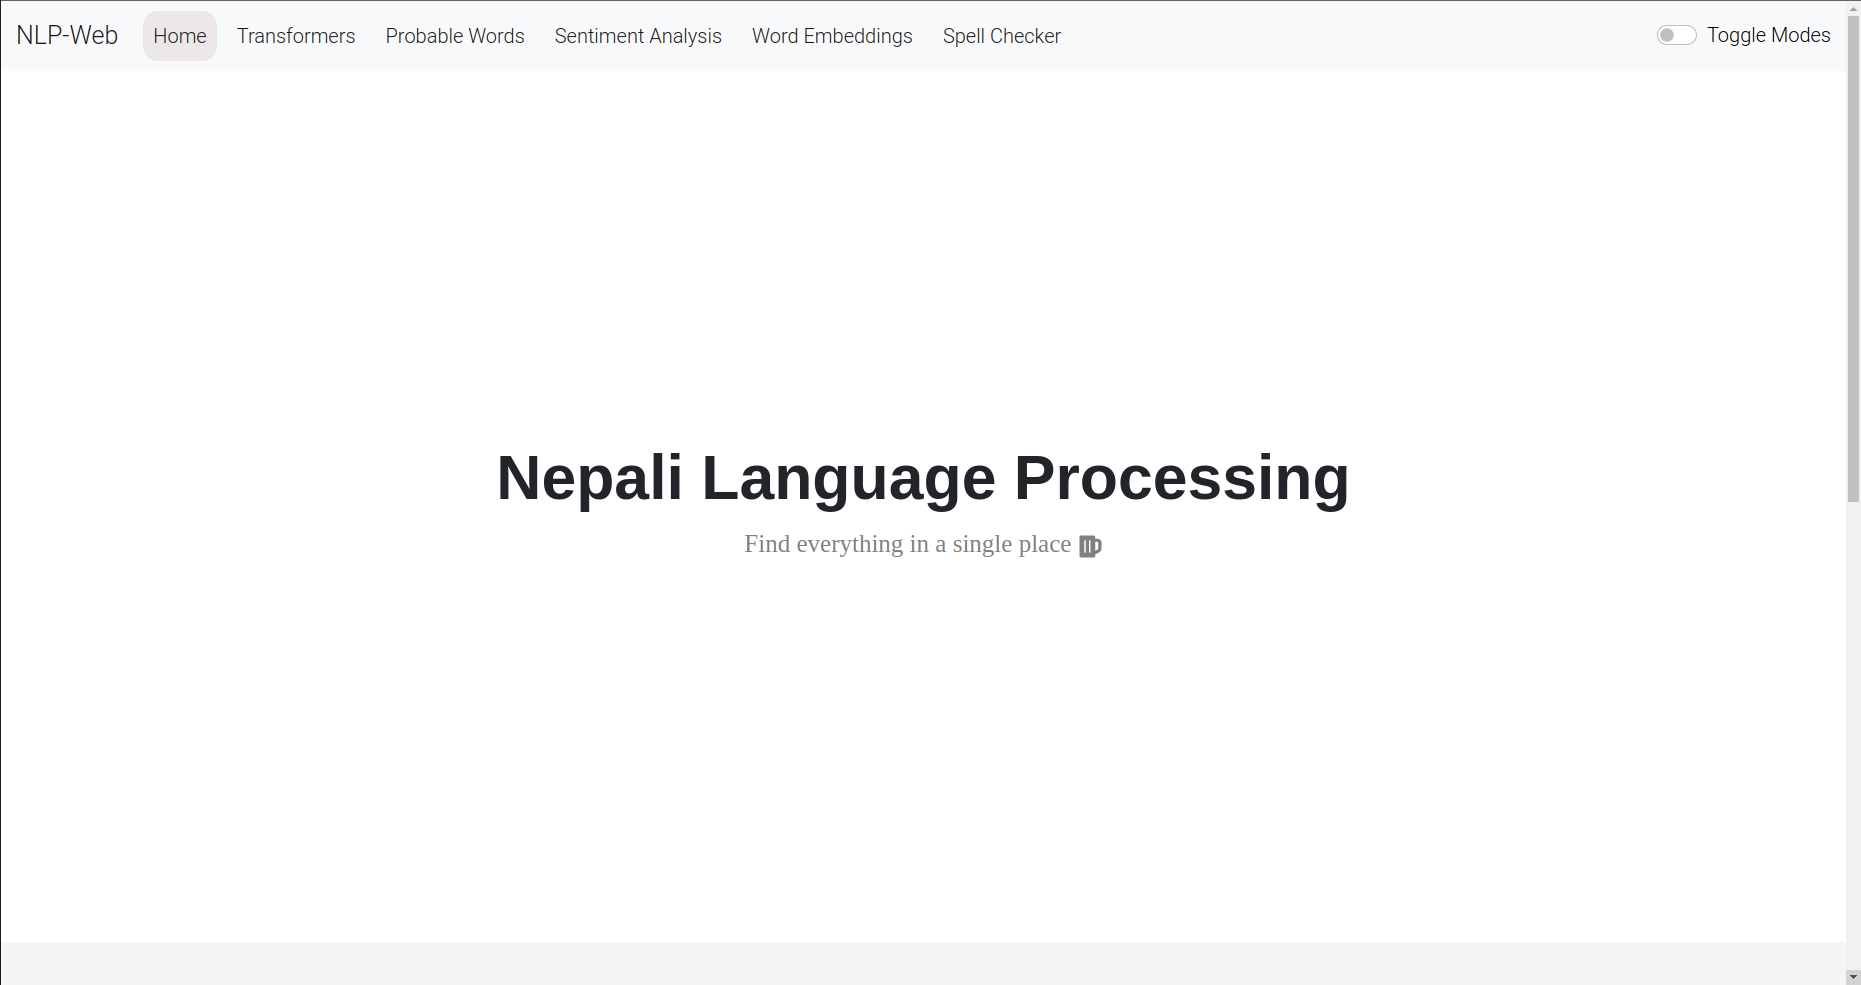 NLP-Web Home Transformers Probable Words Sentiment Analysis Word Embeddings Spell Checker Toggle Modes
Nepali Language Processing
Find everything in a single place